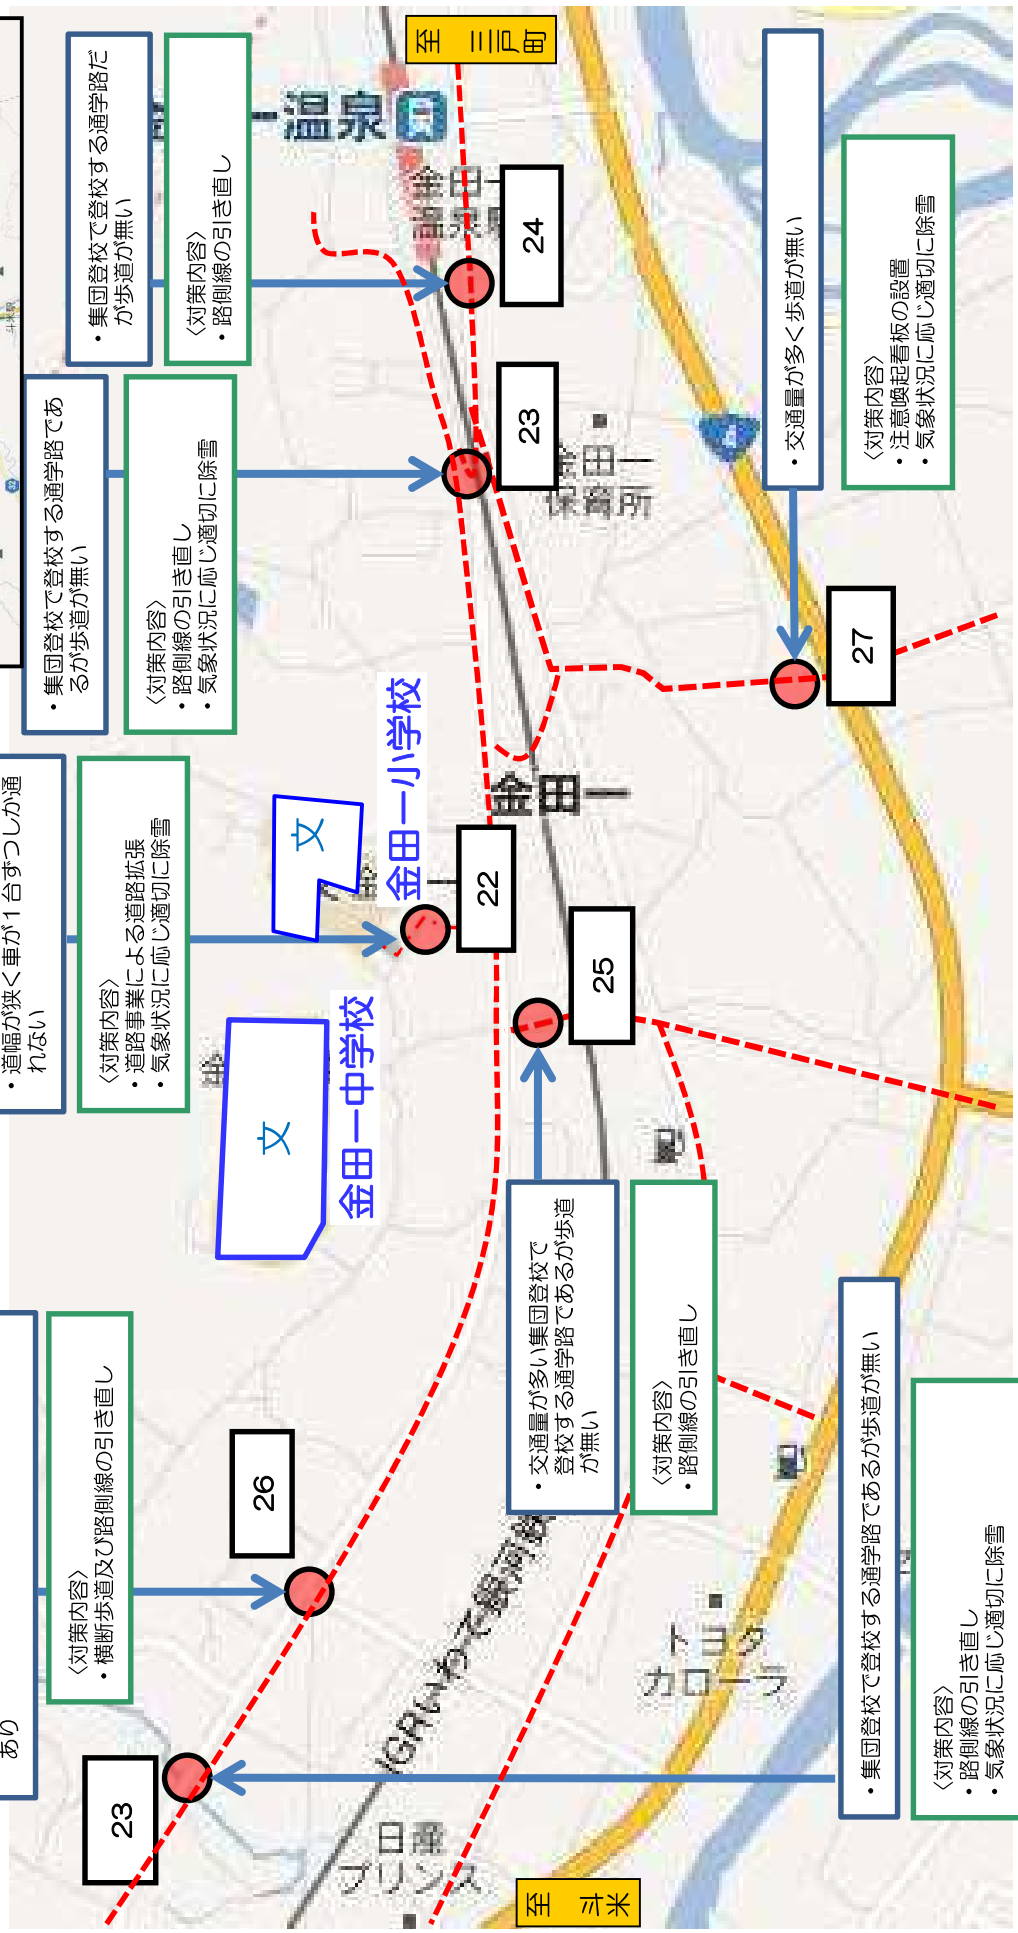 あり
〈対策内容〉
・横断歩道及び路側線の引き直し
26
23
・道幅が狭く車が１台ずつしか通
れない
〈対策内容〉
・道路事業による道路拡張
・気象状況に応じ適切に除雪
文
金田一中学校
文
金田一小学校
22
・集団登校で登校する通学路であ
るが歩道が無い
〈対策内容〉
・路側線の引き直し
・気象状況に応じ適切に除雪
23
・集団登校で登校する通学路だ
が歩道が無い
〈対策内容〉
・路側線の引き直し
24
一温泉
金田一
至 三戸町
金田一
保育所
金田一
25
・交通量が多い集団登校で
登校する通学路であるが歩道
が無い
〈対策内容〉
・路側線の引き直し
・交通量が多く歩道が無い
〈対策内容〉
・注意喚起看板の設置
・気象状況に応じ適切に除雪
27
IGRいわて銀河鉄
日産
プリンス
トヨタ
カローラ
至 斗米
・集団登校で登校する通学路であるが歩道が無い
〈対策内容〉
・路側線の引き直し
・気象状況に応じ適切に除雪